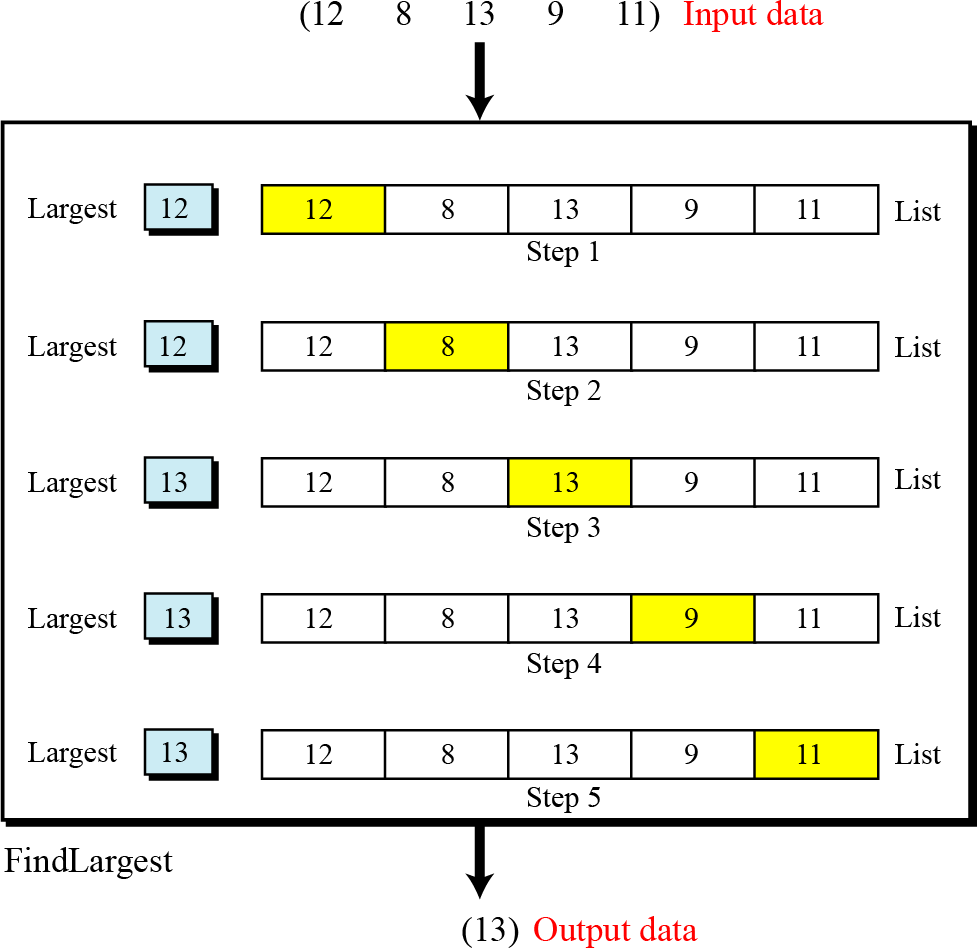 (12 8 13 9 11) Input data
Largest 12 12 8 13 9 11 List
Step 1
Largest 12 12 8 13 9 11 List
Step 2
Largest 13 12 8 13 9 11 List
Step 3
Largest 13 12 8 13 9 11 List
Step 4
Largest 13 12 8 13 9 11 List
Step 5
FindLargest
(13) Output data